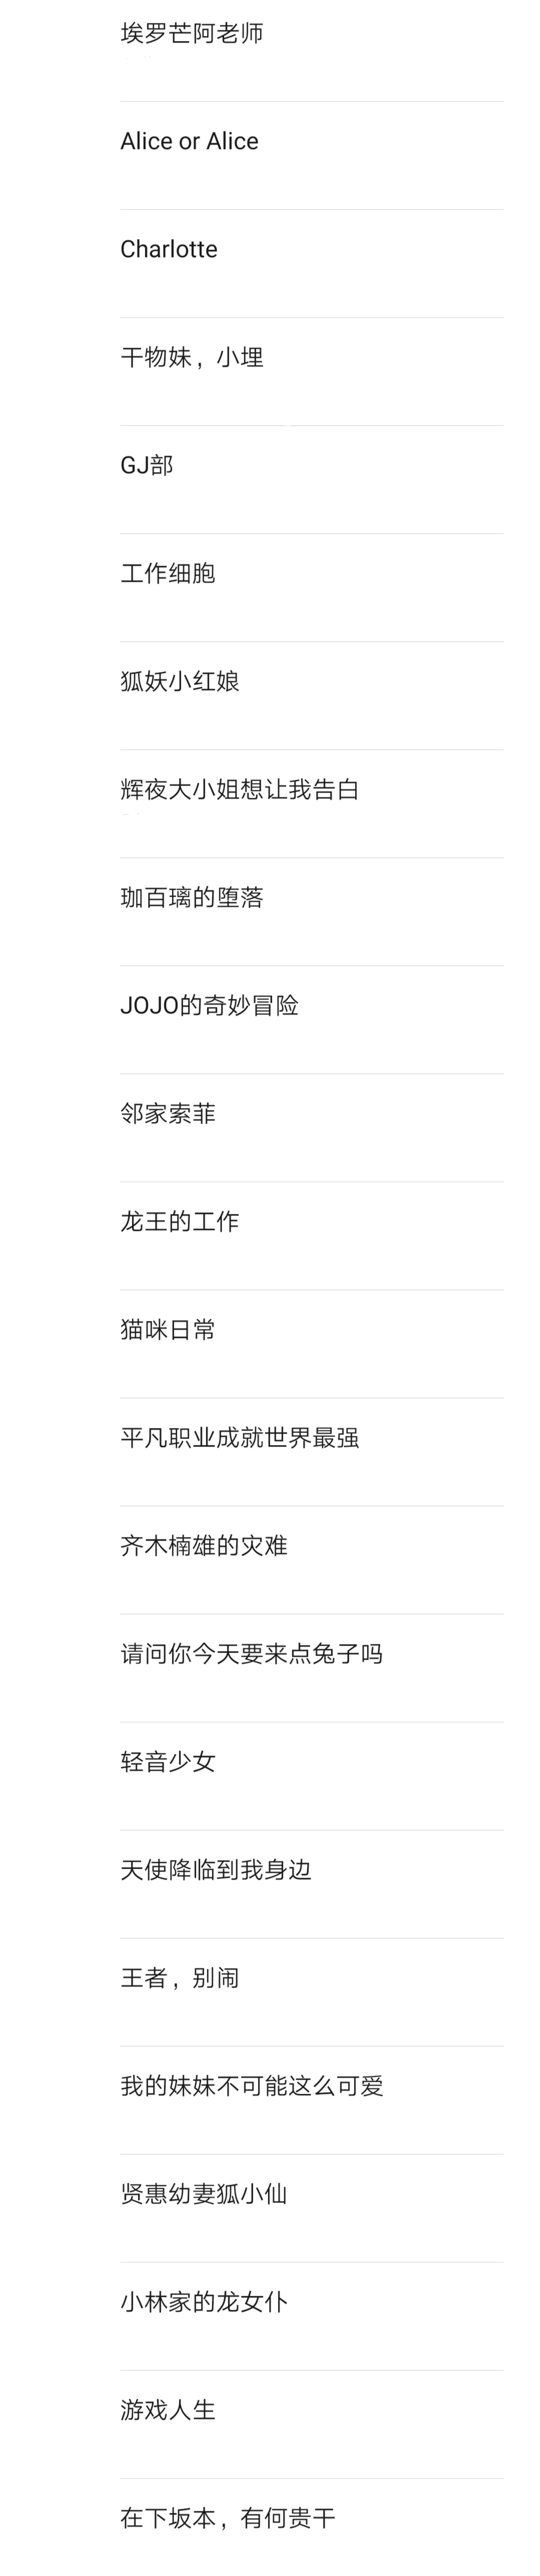 埃罗芒阿老师
Alice or Alice
Charlotte
干物妹，小埋
GJ部
工作细胞
狐妖小红娘
辉夜大小姐想让我告白
珈百璃的堕落
JOJO的奇妙冒险
邻家索菲
龙王的工作
猫咪日常
平凡职业成就世界最强
齐木楠雄的灾难
请问你今天要来点兔子吗
轻音少女
天使降临到我身边
王者，别闹
我的妹妹不可能这么可爱
贤惠幼妻狐小仙
小林家的龙女仆
游戏人生
在下坂本，有何贵干